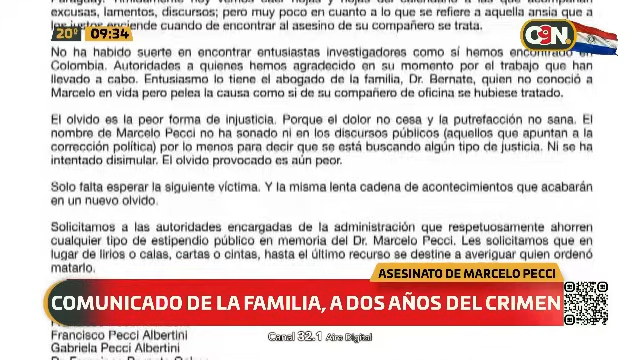 Paraguay. Tímidamente hoy vemos caer hojas y hojas del calendario a las que acompañan
excusas, lamentos, discursos; pero muy poco en cuanto a lo que se refiere a aquella ansia que a
los justos enciende cuando de encontrar al asesino de su compañero se trata.
20° 09:34
C9N
No ha habido suerte en encontrar entusiastas investigadores como sí hemos encontrado en
Colombia. Autoridades a quienes hemos agradecido en su momento por el trabajo que han
llevado a cabo. Entusiasmo lo tiene el abogado de la familia, Dr. Bernate, quien no conoció a
Marcelo en vida pero pelea la causa como si de su compañero de oficina se hubiese tratado.
El olvido es la peor forma de injusticia. Porque el dolor no cesa y la putrefacción no sana. El
nombre de Marcelo Pecci no ha sonado ni en los discursos públicos (aquellos que apuntan a la
corrección política) por lo menos para decir que se está buscando algún tipo de justicia. Ni se ha
intentado disimular. El olvido provocado es aún peor.
Solo falta esperar la siguiente víctima. Y la misma lenta cadena de acontecimientos que acabarán
en un nuevo olvido.
Solicitamos a las autoridades encargadas de la administración que respetuosamente ahorren
cualquier tipo de estipendio público en memoria del Dr. Marcelo Pecci. Les solicitamos que en
lugar de lirios o calas, cartas o cintas, hasta el último recurso se destine a averiguar quien ordenó
matarlo.
ASESINATO DE MARCELO PECCI
COMUNICADO DE LA FAMILIA, A DOS AÑOS DEL CRIMEN
Francisco Pecci Albertini
Canal 32.1 Aire Digital
Gabriela Pecci Albertini